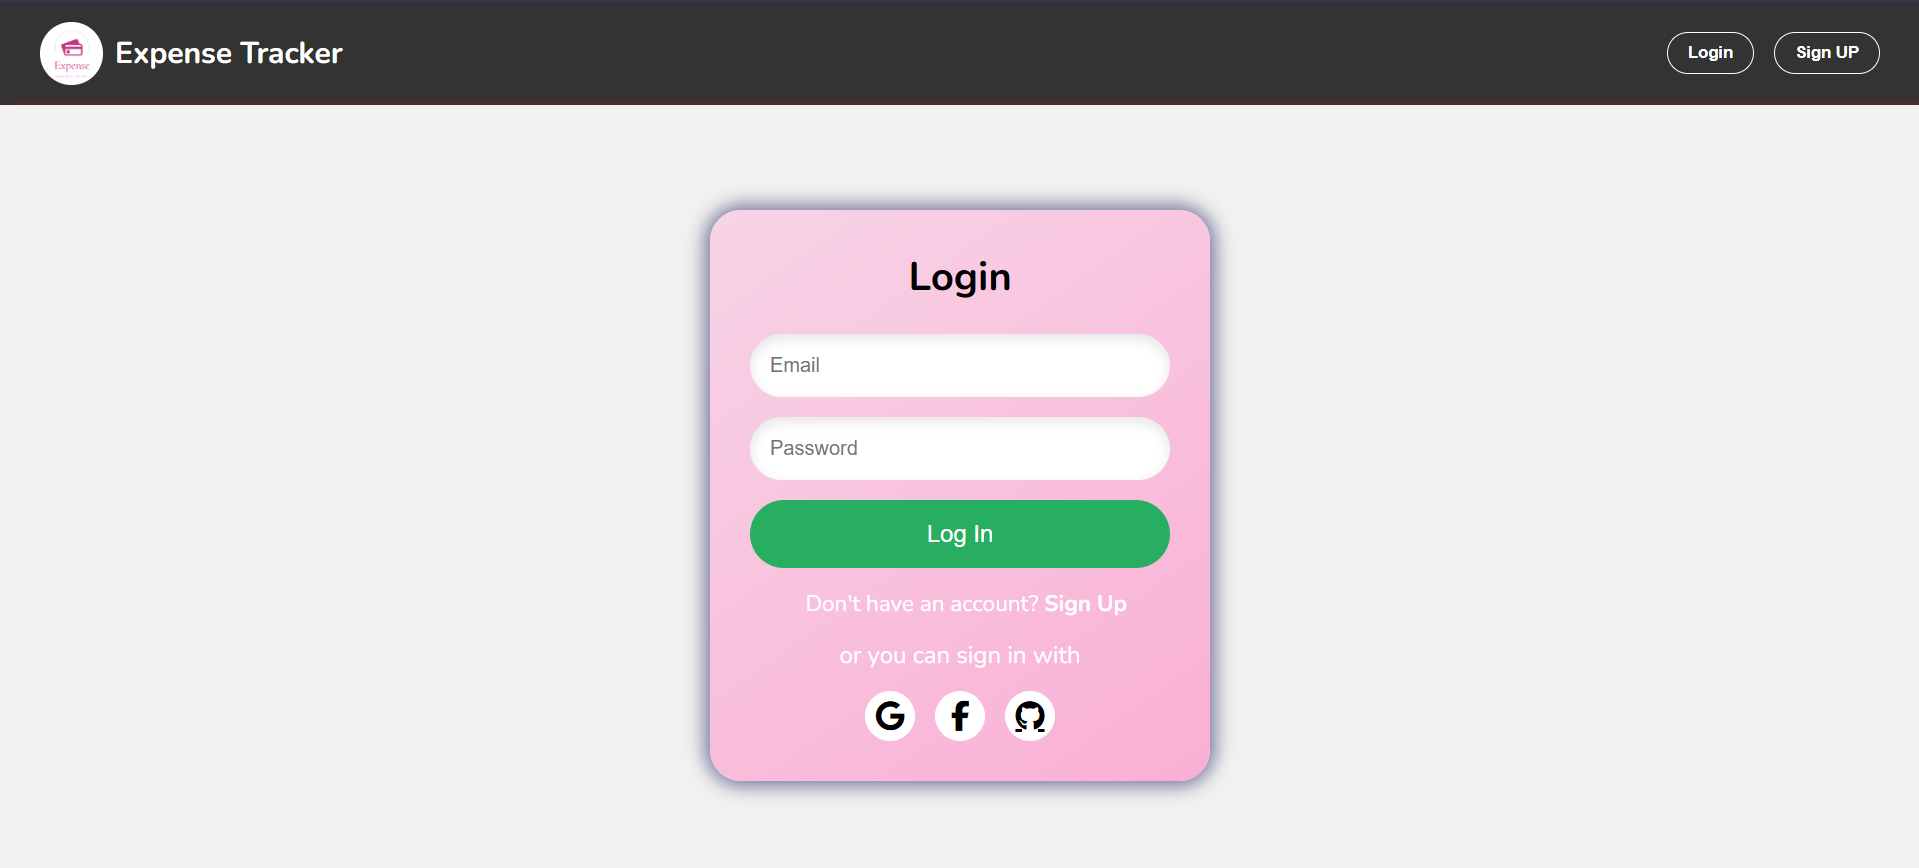 Expense
Expense Tracker
Login
Sign UP
Login
Email
Password
Log In
Don't have an account? Sign Up
or you can sign in with
G
f